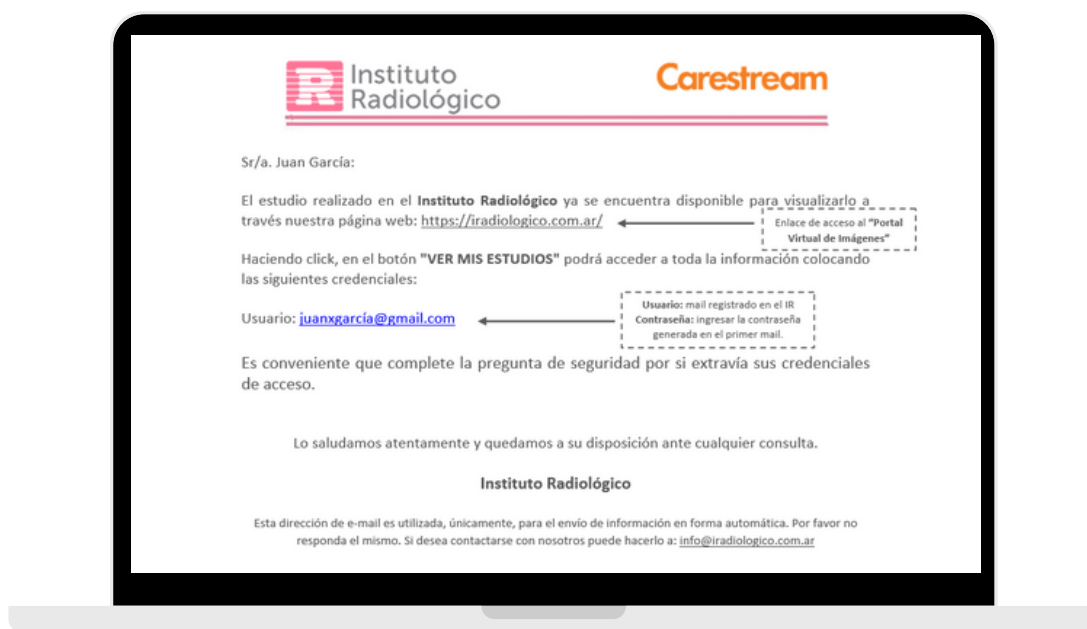 R Instituto
Radiológico
Carestream
Sr/a. Juan García:
El estudio realizado en el Instituto Radiológico ya se encuentra disponible para visualizarlo a
través nuestra página web: https://iradiologico.com.ar/
Enlace de acceso al "Portal
Virtual de Imágenes"
Haciendo click, en el botón "VER MIS ESTUDIOS" podrá acceder a toda la información colocando
las siguientes credenciales:
Usuario: juanxgarcía@gmail.com
Usuario: mail registrado en el IR
Contraseña: ingresar la contraseña
generada en el primer mail.
Es conveniente que complete la pregunta de seguridad por si extravía sus credenciales
de acceso.
Lo saludamos atentamente y quedamos a su disposición ante cualquier consulta.
Instituto Radiológico
Esta dirección de e-mail es utilizada, únicamente, para el envío de información en forma automática. Por favor no
responda el mismo. Si desea contactarse con nosotros puede hacerlo a: info@iradiologico.com.ar